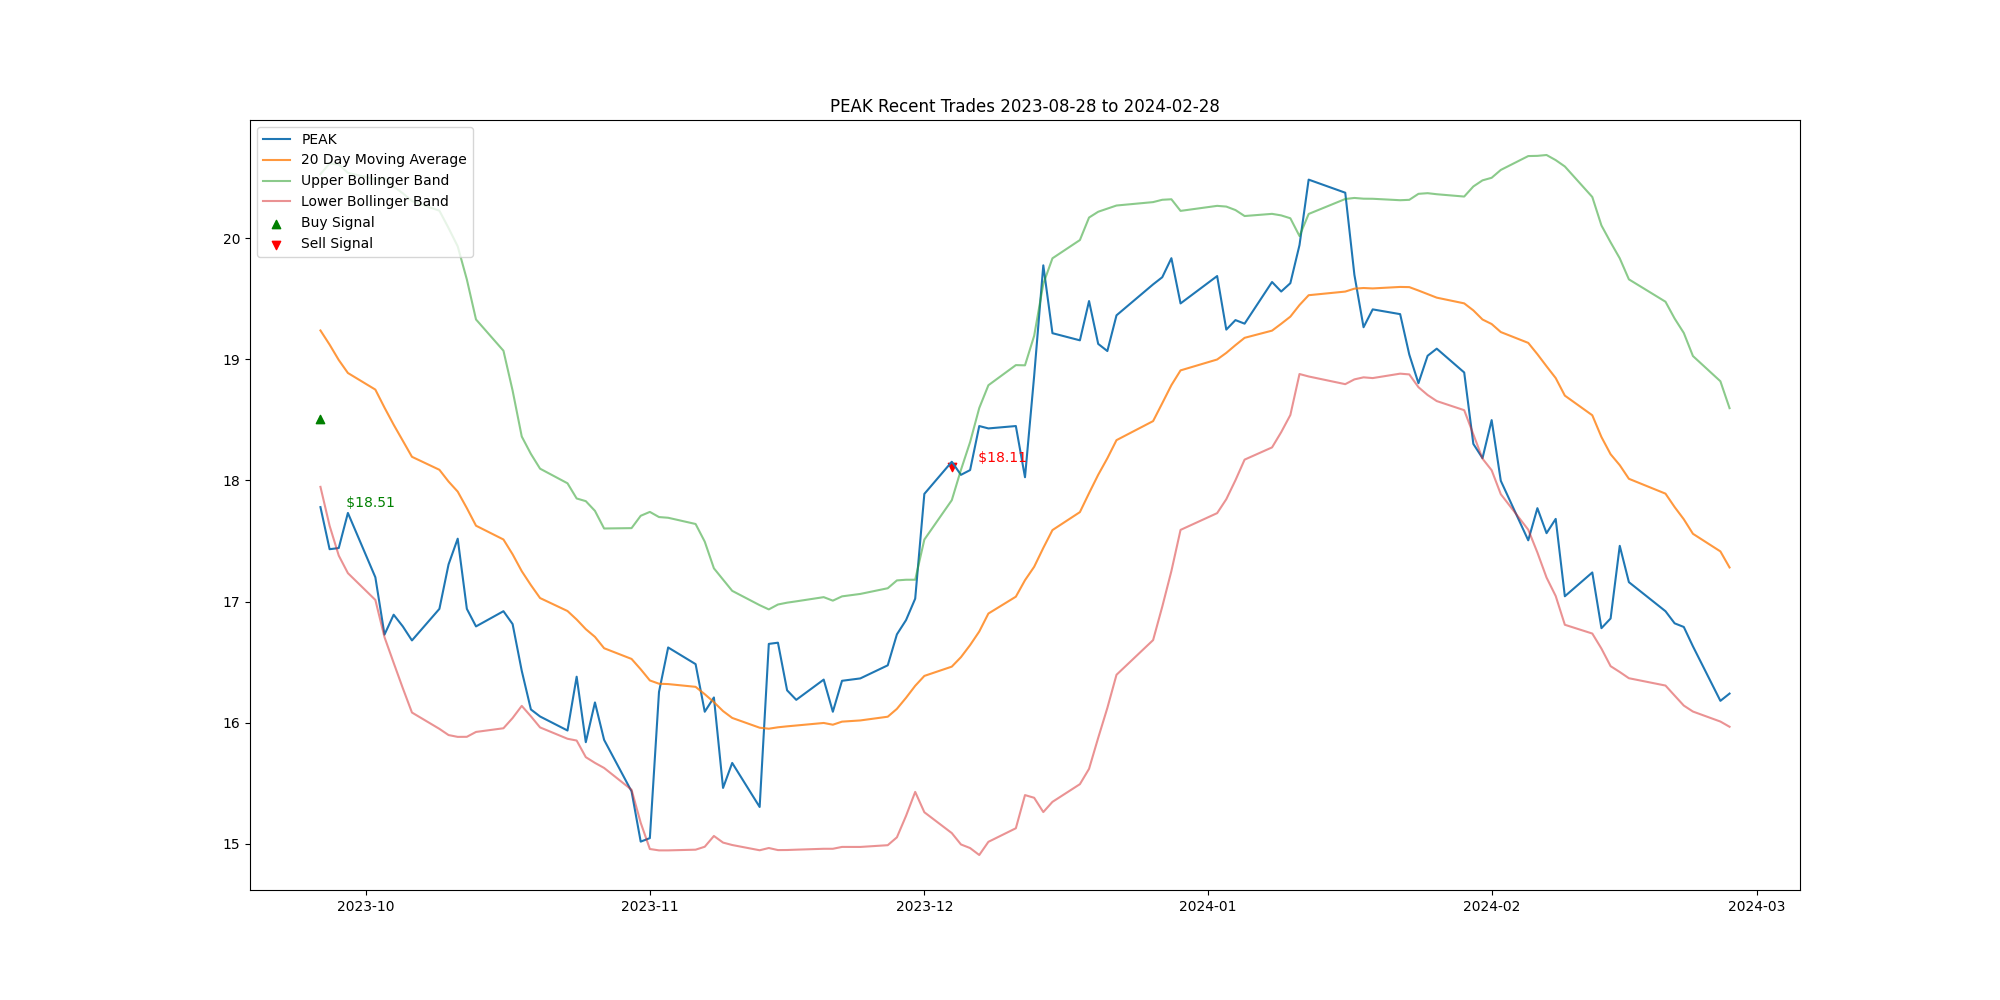 PEAK Recent Trades 2023-08-28 to 2024-02-28
PEAK
20 Day Moving Average
Upper Bollinger Band
Lower Bollinger Band
Buy Signal
Sell Signal
20
19
18
17
16
15
$18.51
$18.11
2023-10
2023-11
2023-12
2024-01
2024-02
2024-03